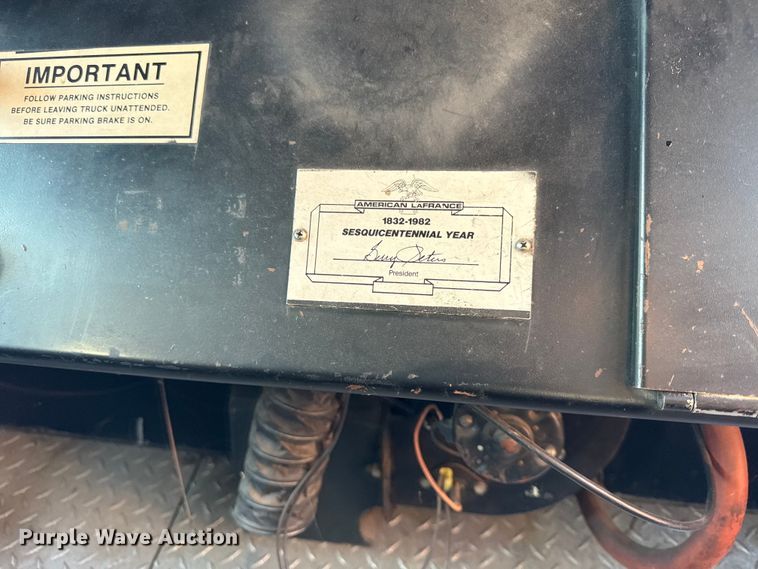 IMPORTANT
FOLLOW PARKING INSTRUCTIONS
BEFORE LEAVING TRUCK UNATTENDED.
BE SURE PARKING BRAKE IS ON.
AMERICAN LAFRANCE
1832-1982
SESQUICENTENNIAL YEAR
President
Purple Wave Auction